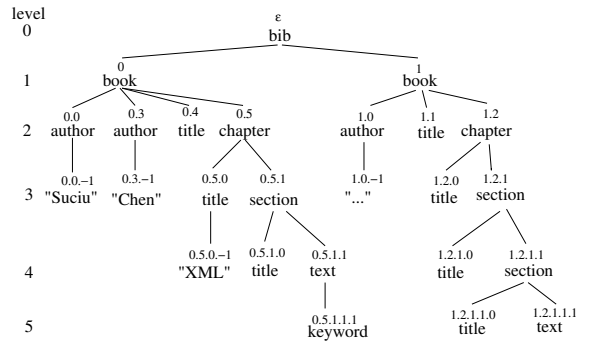 level
ε
0 bib
0 1
1 book book
0.0 0.3 0.4 0.5 1.0 1.1 1.2
2 author author title chapter author title chapter
0.0.−1 0.3.−1 0.5.0 0.5.1 1.0.−1 1.2.0 1.2.1
3 "Suciu" "Chen" title section "..." title section
0.5.0.−1 0.5.1.0 0.5.1.1 1.2.1.0 1.2.1.1
4 "XML" title text title section
0.5.1.1.1 1.2.1.1.0 1.2.1.1.1
5 keyword title text